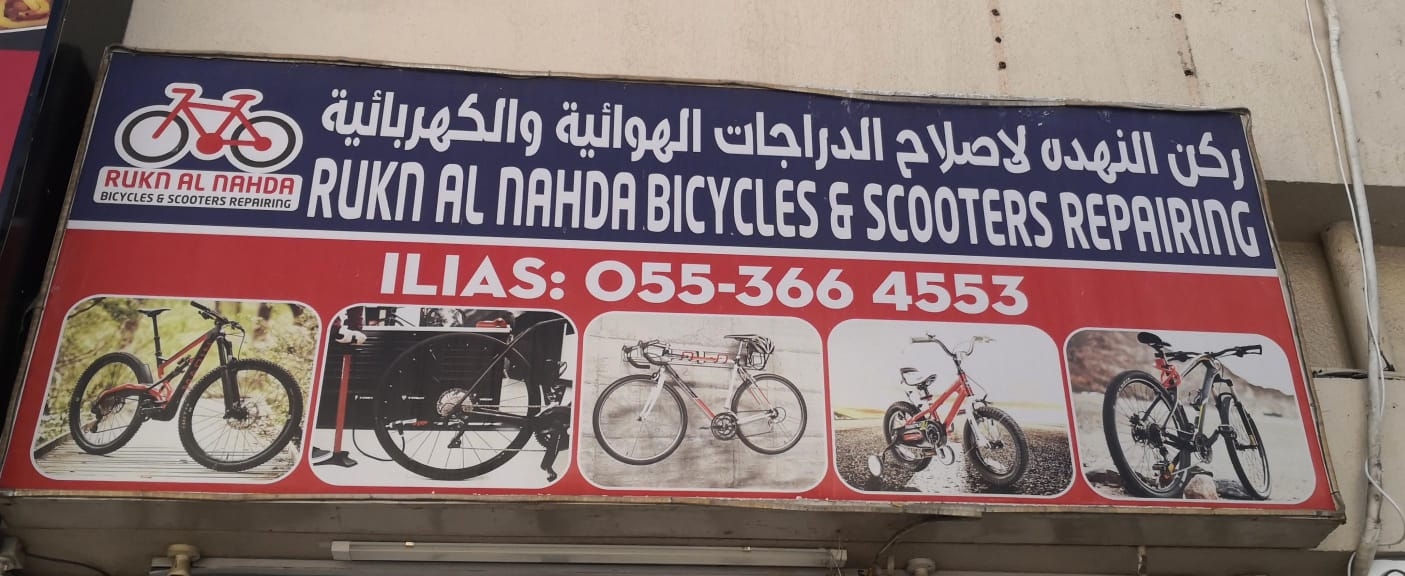 ركن النهده لاصلاح الدراجات الهوائية والكهربائية
RUKN AL NAHDA BICYCLES & SCOOTERS REPAIRING
RUKN AL NAHDA
BICYCLES & SCOOTERS REPAIRING
ILIAS: 055-366 4553